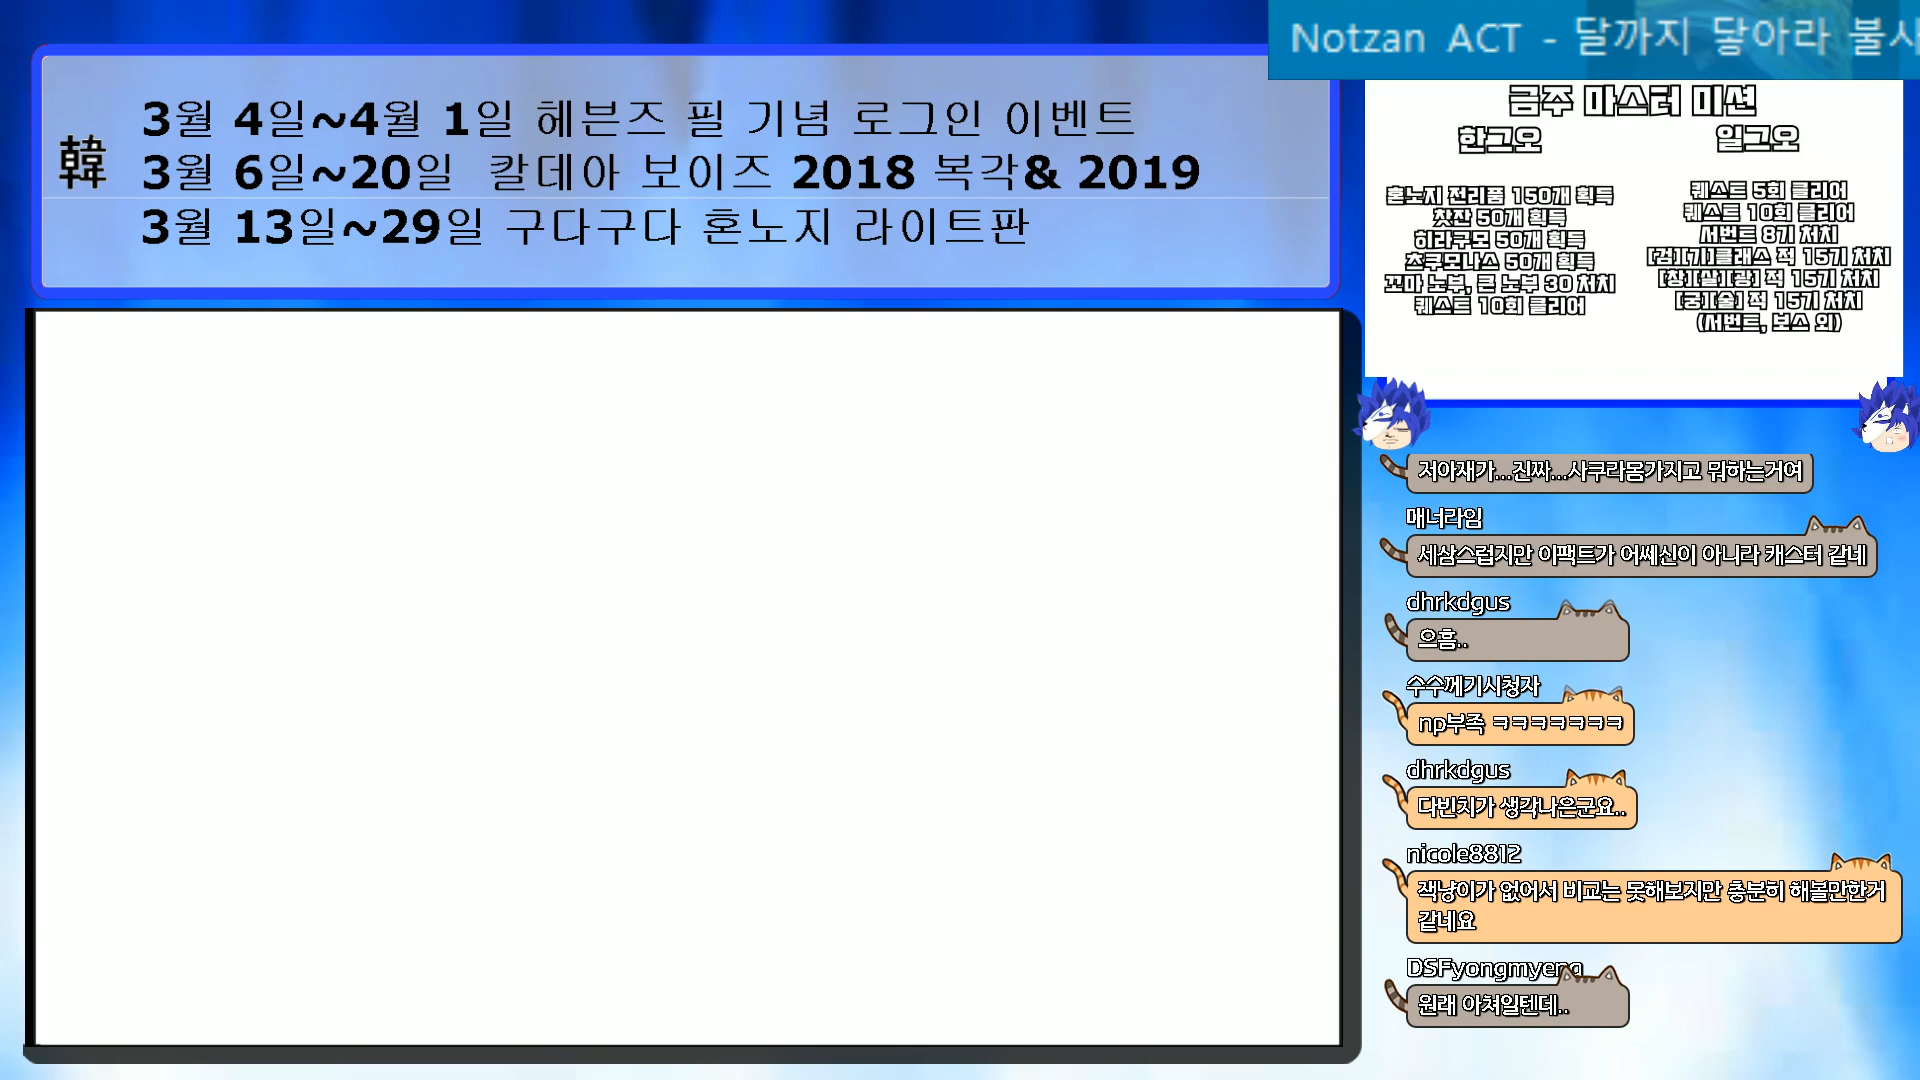 Notzan ACT - 달까지 닿아라 불사
韓
3월 4일~4월 1일 헤븐즈 필 기념 로그인 이벤트
3월 6일~20일 칼데아 보이즈 2018 복각& 2019
3월 13일~29일 구다구다 혼노지 라이트판
금주 마스터 미션
한그오
혼노지 전리품 150개 획득
찻잔 50개 획득
히라구모 50개 획득
츠쿠모나스 50개 획득
꼬마 노부, 큰 노부 30 처치
퀘스트 10회 클리어
일그오
퀘스트 5회 클리어
퀘스트 10회 클리어
서번트 8기 처치
[검][기]클래스 적 15기 처치
[창][살][광] 적 15기 처치
[궁][술] 적 15기 처치
(서번트, 보스 외)
저아재가...진짜...사쿠라몸가지고 뭐하는거여
매너라임
세삼스럽지만 이팩트가 어쎄신이 아니라 캐스터 같네
dhrkdgus
으흠..
수수께기시청자
np부족 ㅋㅋㅋㅋㅋㅋㅋ
dhrkdgus
다빈치가 생각나은군요..
nicole8812
잭냥이가 없어서 비교는 못해보지만 충분히 해볼만한거
같네요
DSFyongmyeng
원래 아처일텐데..